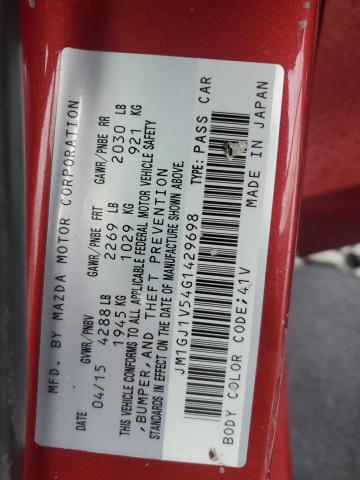 MFD. BY MAZDA MOTOR CORPORATION
DATE GVWR/PNBV GAWR/PNBE FRT GAWR/PNBE RR
04/15 4288LB 2269 LB 2030 LB
1945 KG 1029 KG 921 KG
THIS VEHICLE CONFORMS TO ALL APPLICABLE FEDERAL MOTOR VEHICLE SAFETY
,BUMPER, AND THEFT PREVENTION
STANDARDS IN EFFECT ON THE DATE OF MANUFACTURE SHOWN ABOVE.
JM1GJ1V54G1429698 TYPE: PASS CAR
BODY COLOR CODE;41V MADE IN JAPAN